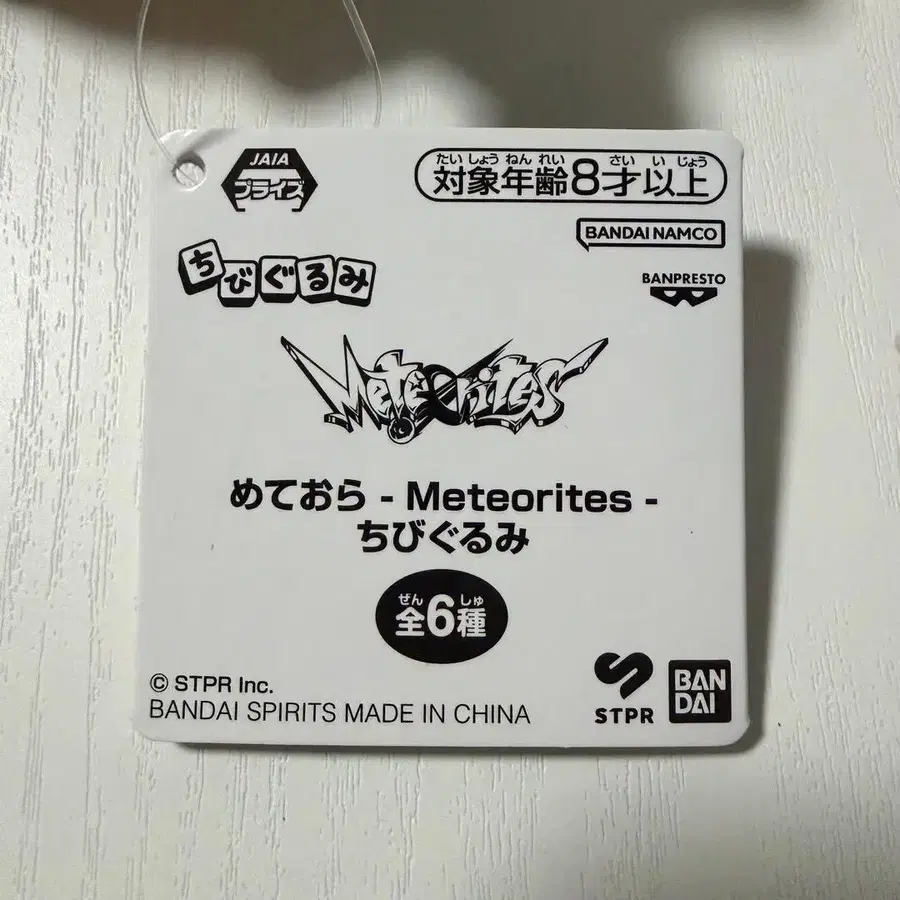 JAIA
プライズ
たいしょうねんれい さい いじょう
対象年齢8才以上
BANDAI NAMCO
ちびぐるみ
BANPRESTO
Meteorites
めておら - Meteorites -
ちびぐるみ
ぜん しゅ
全6種
© STPR Inc.
BANDAI SPIRITS MADE IN CHINA
STPR
BAN
DAI